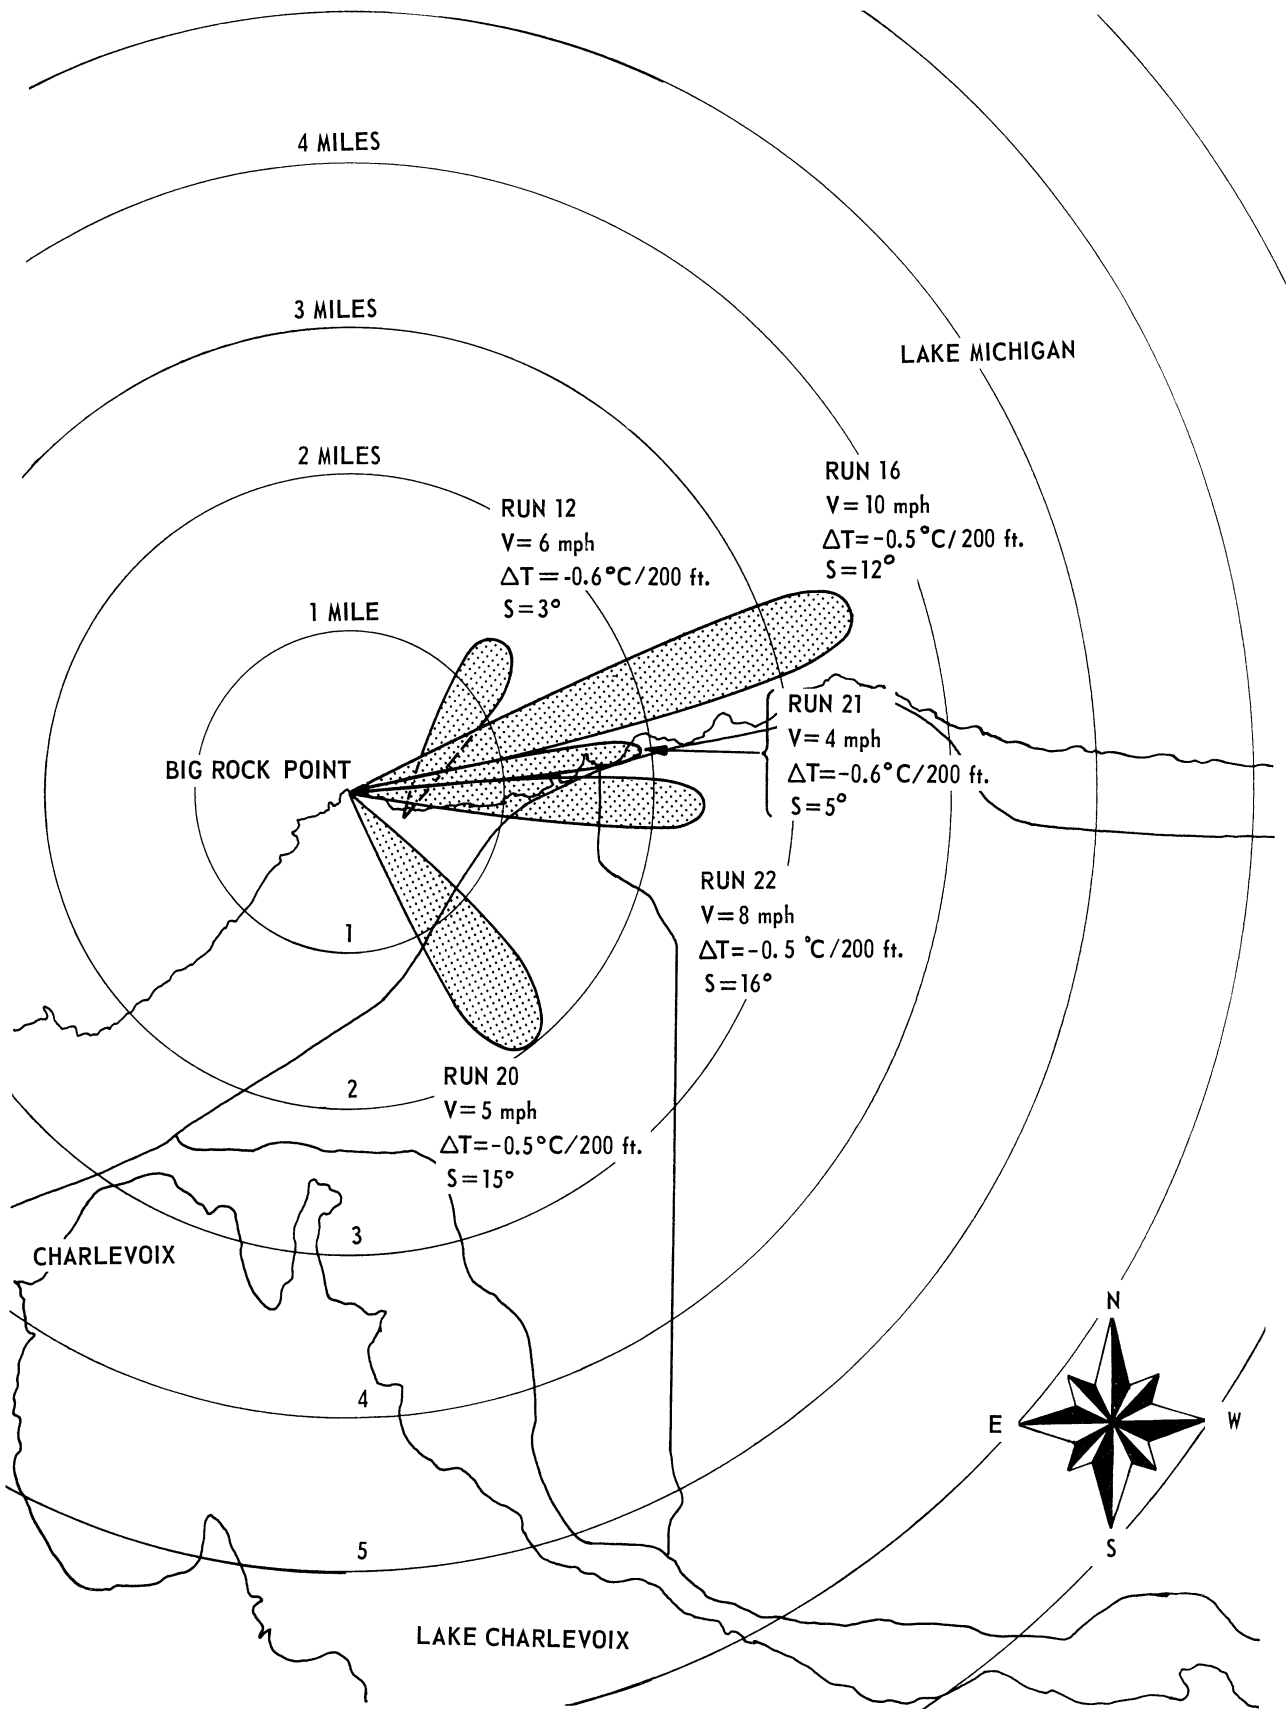 4 MILES
3 MILES
LAKE MICHIGAN
2 MILES
RUN 16
V= 10 mph
ΔT=-0.5°C/200 ft.
S=12°
RUN 12
V= 6 mph
ΔT=-0.6°C/200 ft.
S=3°
1 MILE
RUN 21
V= 4 mph
ΔT=-0.6°C/200 ft.
S=5°
BIG ROCK POINT
RUN 22
V=8 mph
ΔT=-0.5°C/200 ft.
S=16°
1
2
RUN 20
V=5 mph
ΔT=-0.5°C/200 ft.
S=15°
3
CHARLEVOIX
N
E
W
S
4
5
LAKE CHARLEVOIX